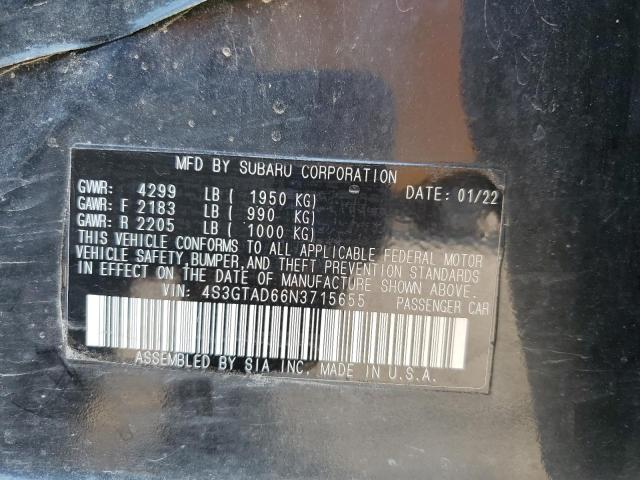 MFD BY SUBARU CORPORATION
GVWR: 4299 LB ( 1950 KG) DATE: 01/22
GAWR: F 2183 LB ( 990 KG)
GAWR: R 2205 LB ( 1000 KG)
THIS VEHICLE CONFORMS TO ALL APPLICABLE FEDERAL MOTOR
VEHICLE SAFETY, BUMPER, AND THEFT PREVENTION STANDARDS
IN EFFECT ON THE DATE OF MANUFACTURE SHOWN ABOVE.
VIN: 4S3GTAD66N3715655 PASSENGER CAR
ASSEMBLED BY SIA INC. MADE IN U.S.A.